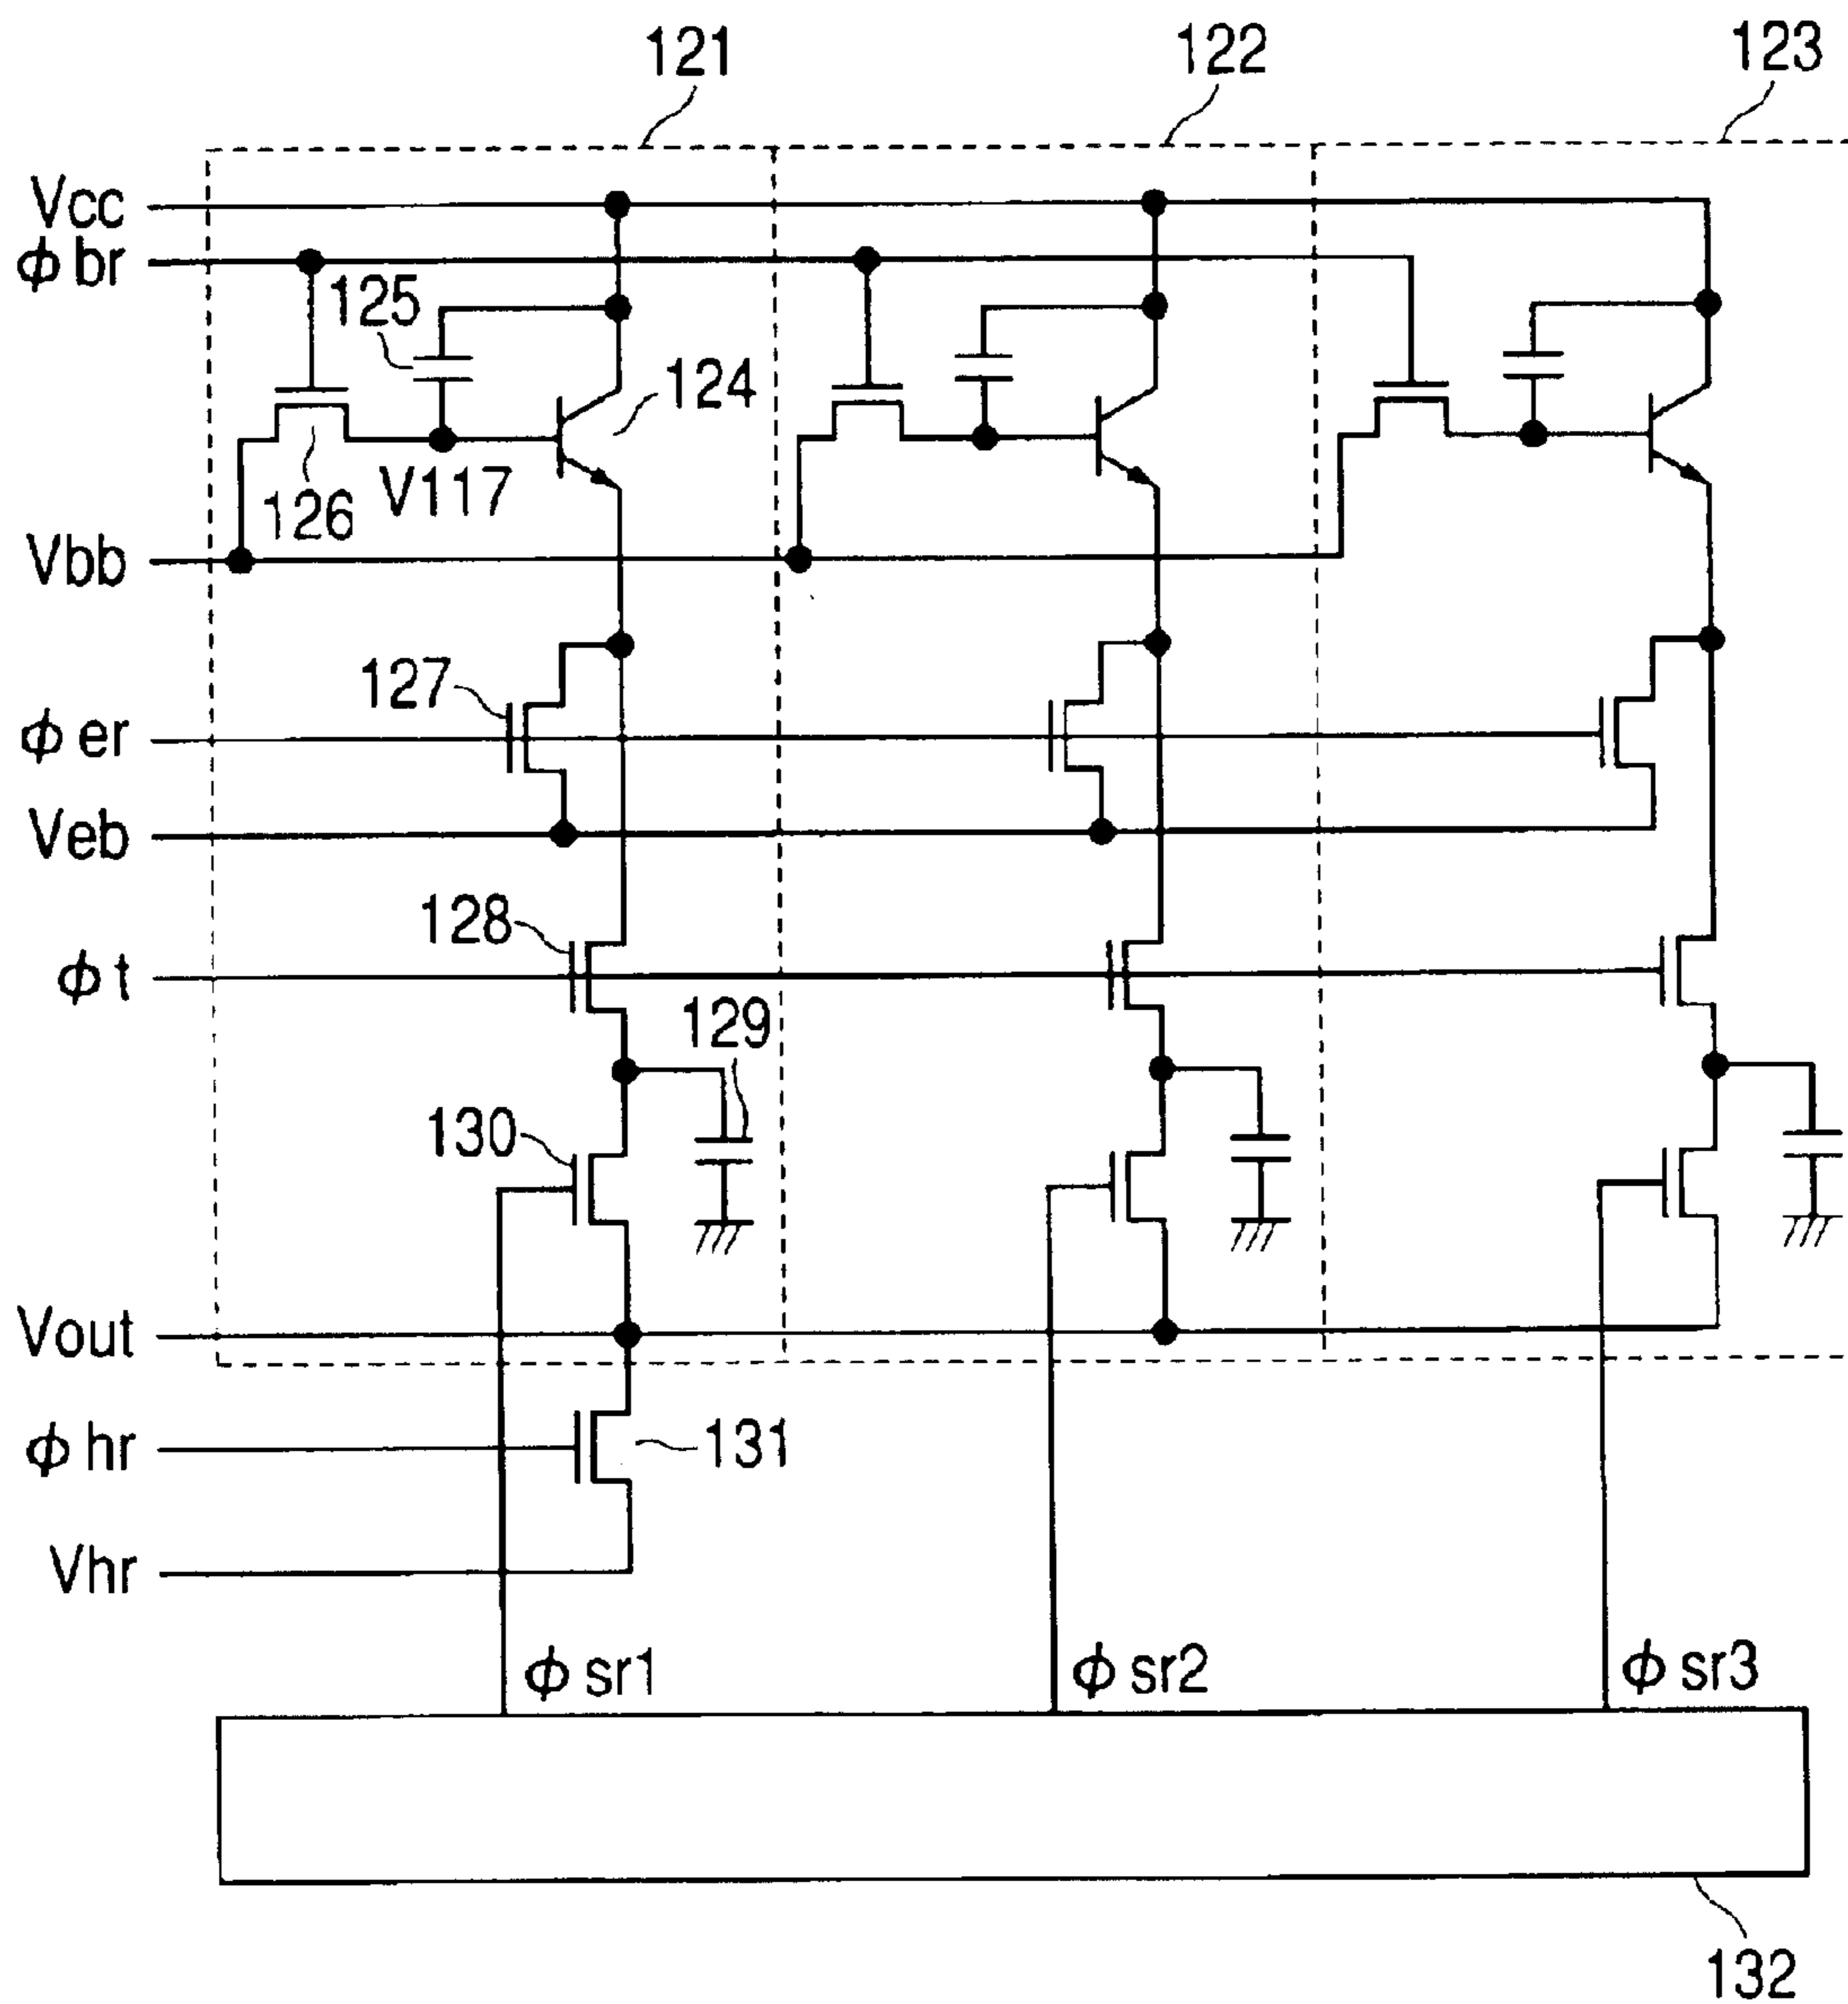 121
122
123
Vcc
ϕ br
125
124
126
V117
Vbb
127
ϕ er
Veb
128
ϕ t
129
130
Vout
ϕ hr
131
Vhr
ϕ sr1
ϕ sr2
ϕ sr3
132